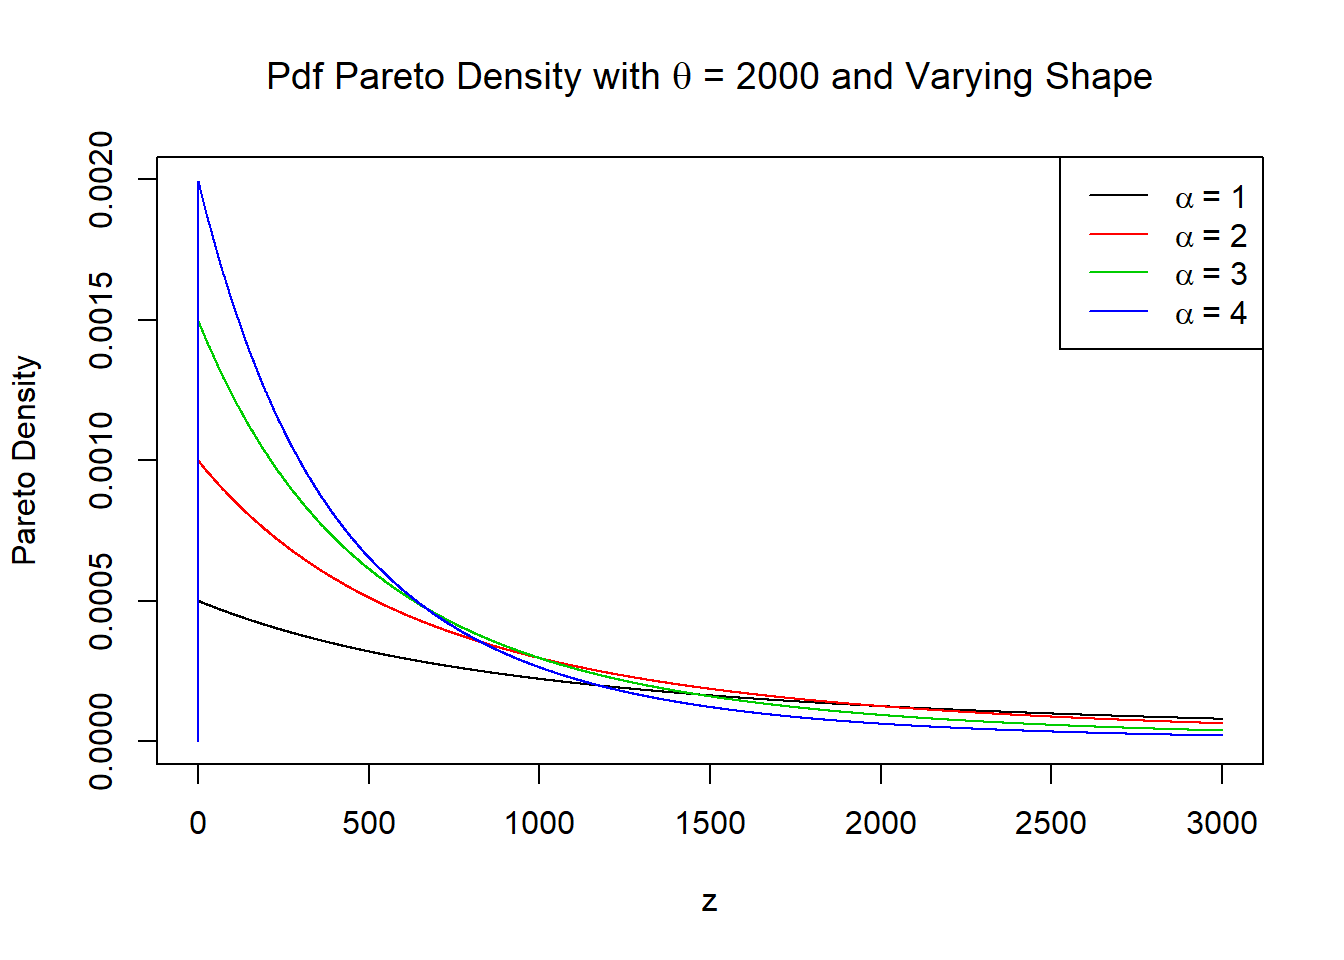 Pdf Pareto Density with θ = 2000 and Varying Shape
Pareto Density
0.0020
0.0015
0.0010
0.0005
0.0000
α = 1
α = 2
α = 3
α = 4
0 500 1000 1500 2000 2500 3000
z